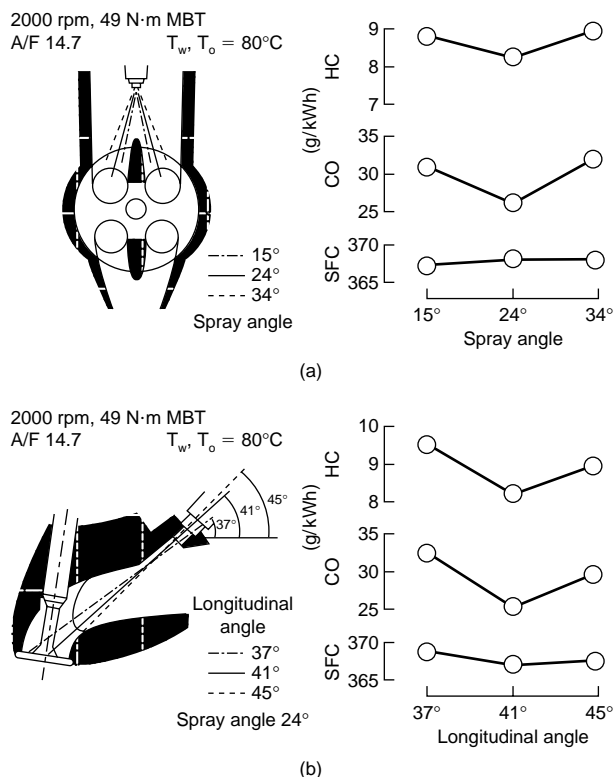 2000 rpm, 49 N·m MBT
A/F 14.7 T_w, T_o = 80°C
15°
24°
34°
Spray angle
9
8
7
HC
(g/kWh)
35
30
25
CO
370
365
SFC
15° 24° 34°
Spray angle
(a)
2000 rpm, 49 N·m MBT
A/F 14.7 T_w, T_o = 80°C
45°
41°
37°
Longitudinal
angle
37°
41°
45°
Spray angle 24°
10
9
8
HC
(g/kWh)
35
30
25
CO
370
365
SFC
37° 41° 45°
Longitudinal angle
(b)